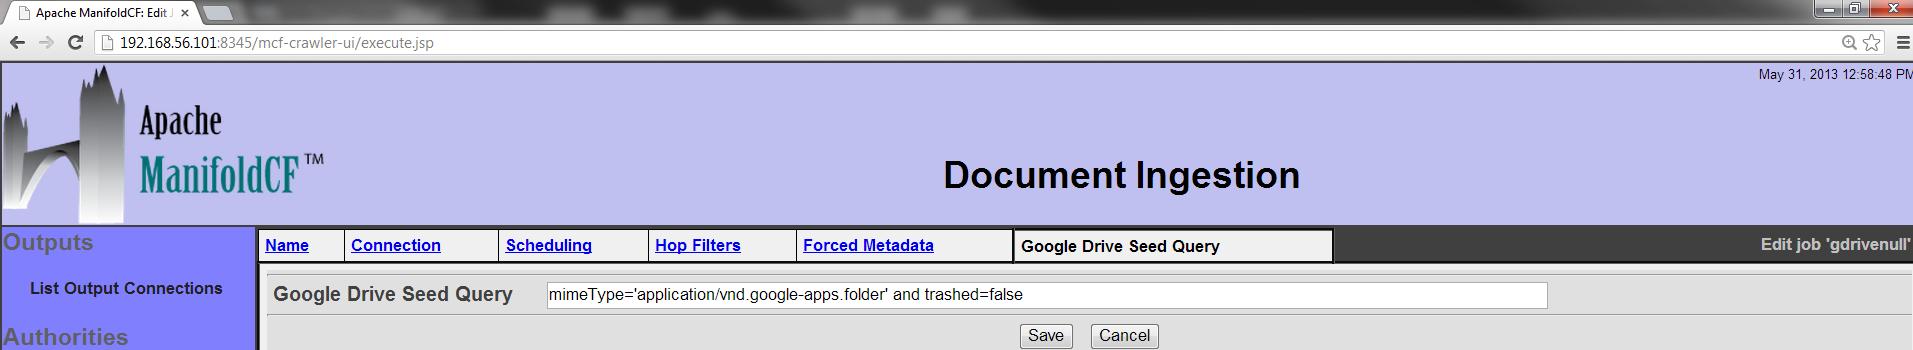 Apache ManifoldCF: Edit J
192.168.56.101:8345/mcf-crawler-ui/execute.jsp
May 31, 2013 12:58:48 PM
Apache
ManifoldCF™
Document Ingestion
Outputs
Name Connection Scheduling Hop Filters Forced Metadata Google Drive Seed Query Edit job 'gdrivenull'
List Output Connections
Google Drive Seed Query mimeType='application/vnd.google-apps.folder' and trashed=false
Authorities
Save Cancel